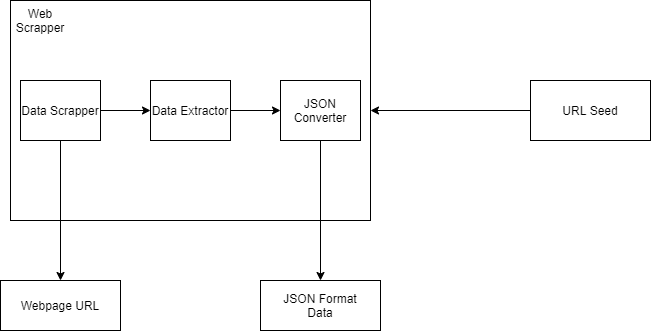 Web
Scrapper
Data Scrapper
Data Extractor
JSON
Converter
URL Seed
Webpage URL
JSON Format
Data